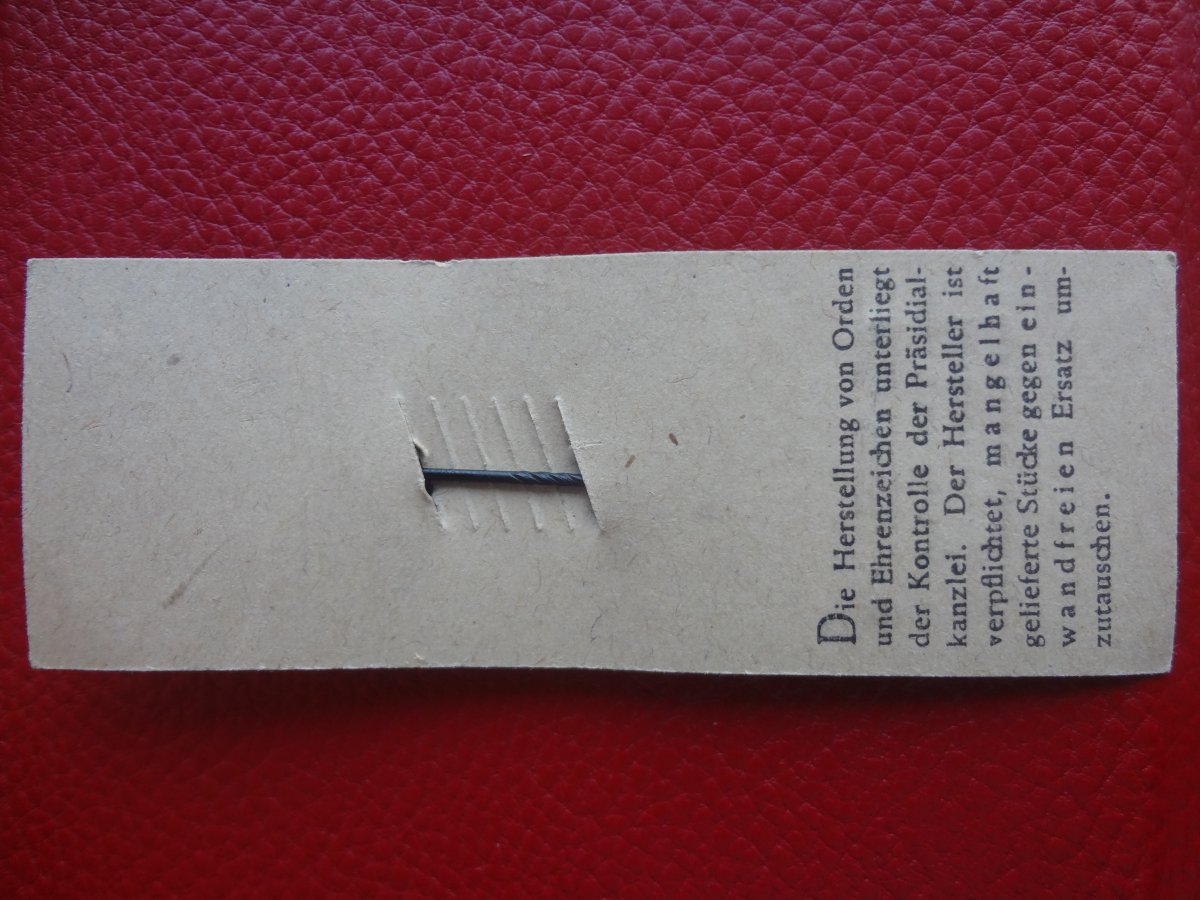 Die Herstellung von Orden
und Ehrenzeichen unterliegt
der Kontrolle der Präsidial-
kanzlei. Der Hersteller ist
verpflichtet, mangelhaft
gelieferte Stücke gegen ein-
wandfreien Ersatz um-
zutauschen.